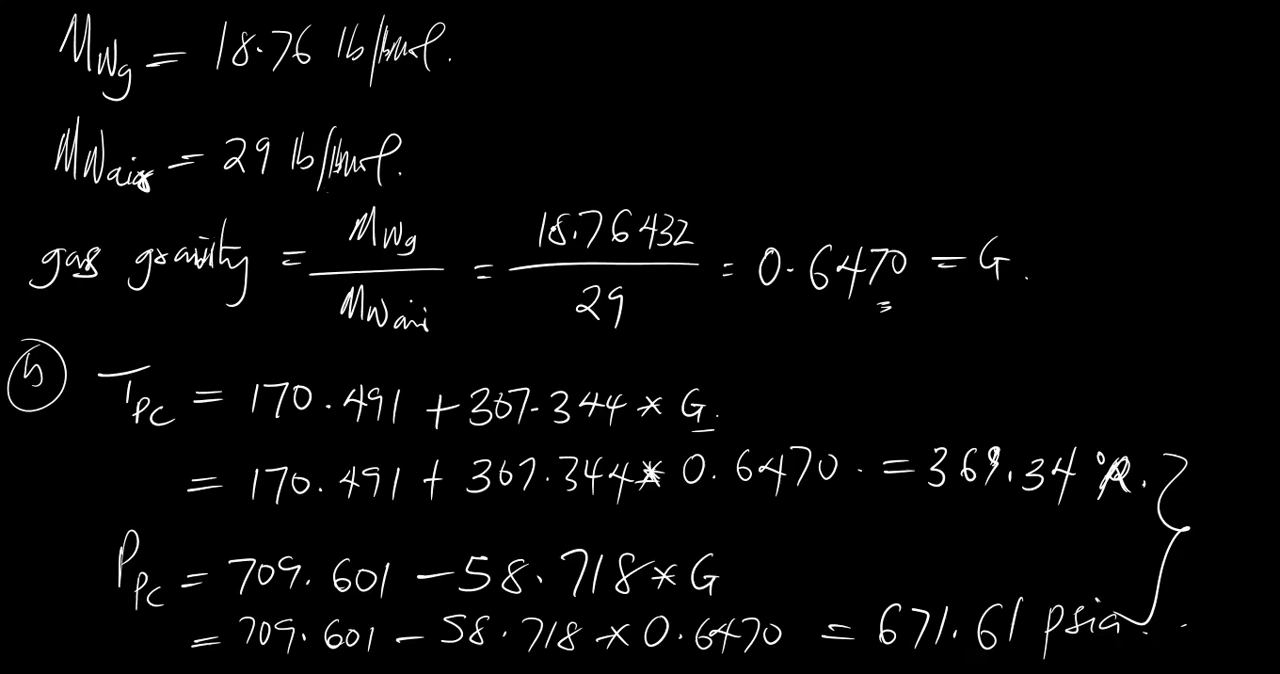 MWg = 18.76 lb/lbmol.
MWair = 29 lb/lbmol.
gas gravity = MWg / MWair = 18.76432 / 29 = 0.6470 = G.
b) TPC = 170.491 + 307.344 * G.
= 170.491 + 307.344 * 0.6470 . = 369.34 °R.
PPC = 709.601 - 58.718 * G
= 709.601 - 58.718 × 0.6470 = 671.61 psia.